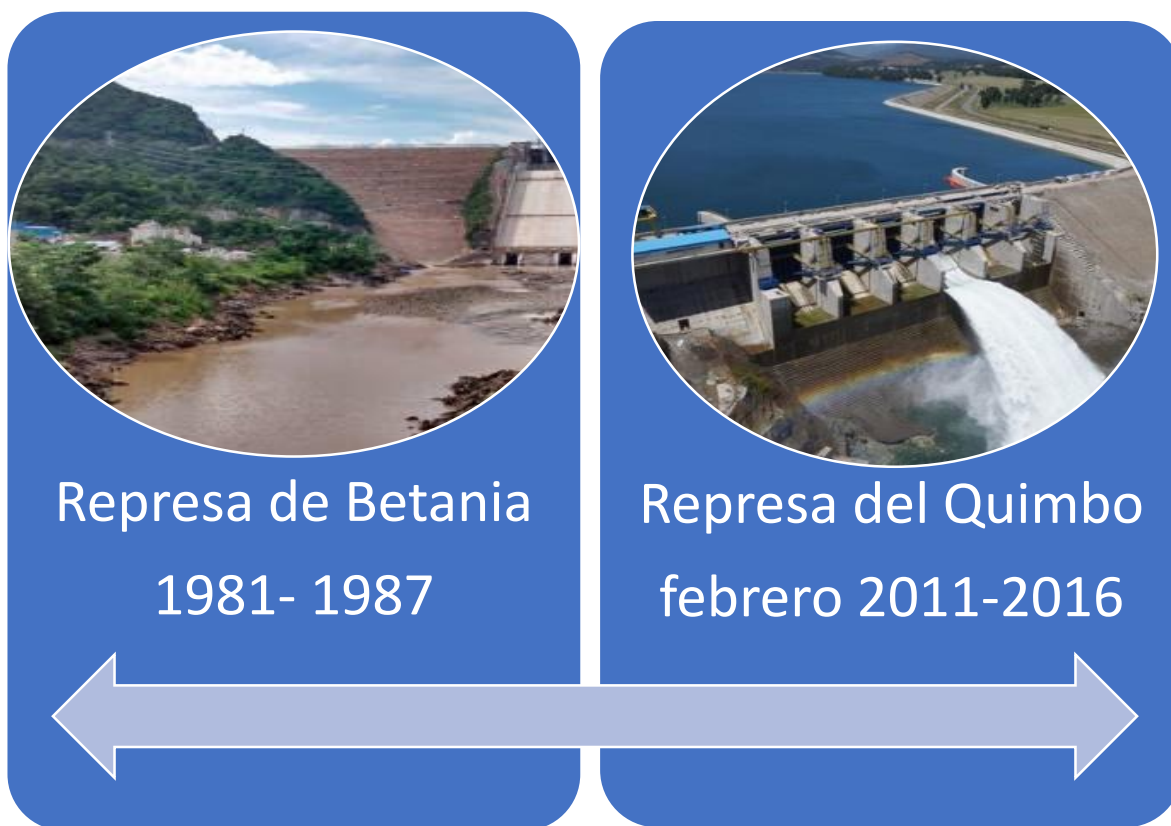 Represa de Betania
1981- 1987
Represa del Quimbo
febrero 2011-2016